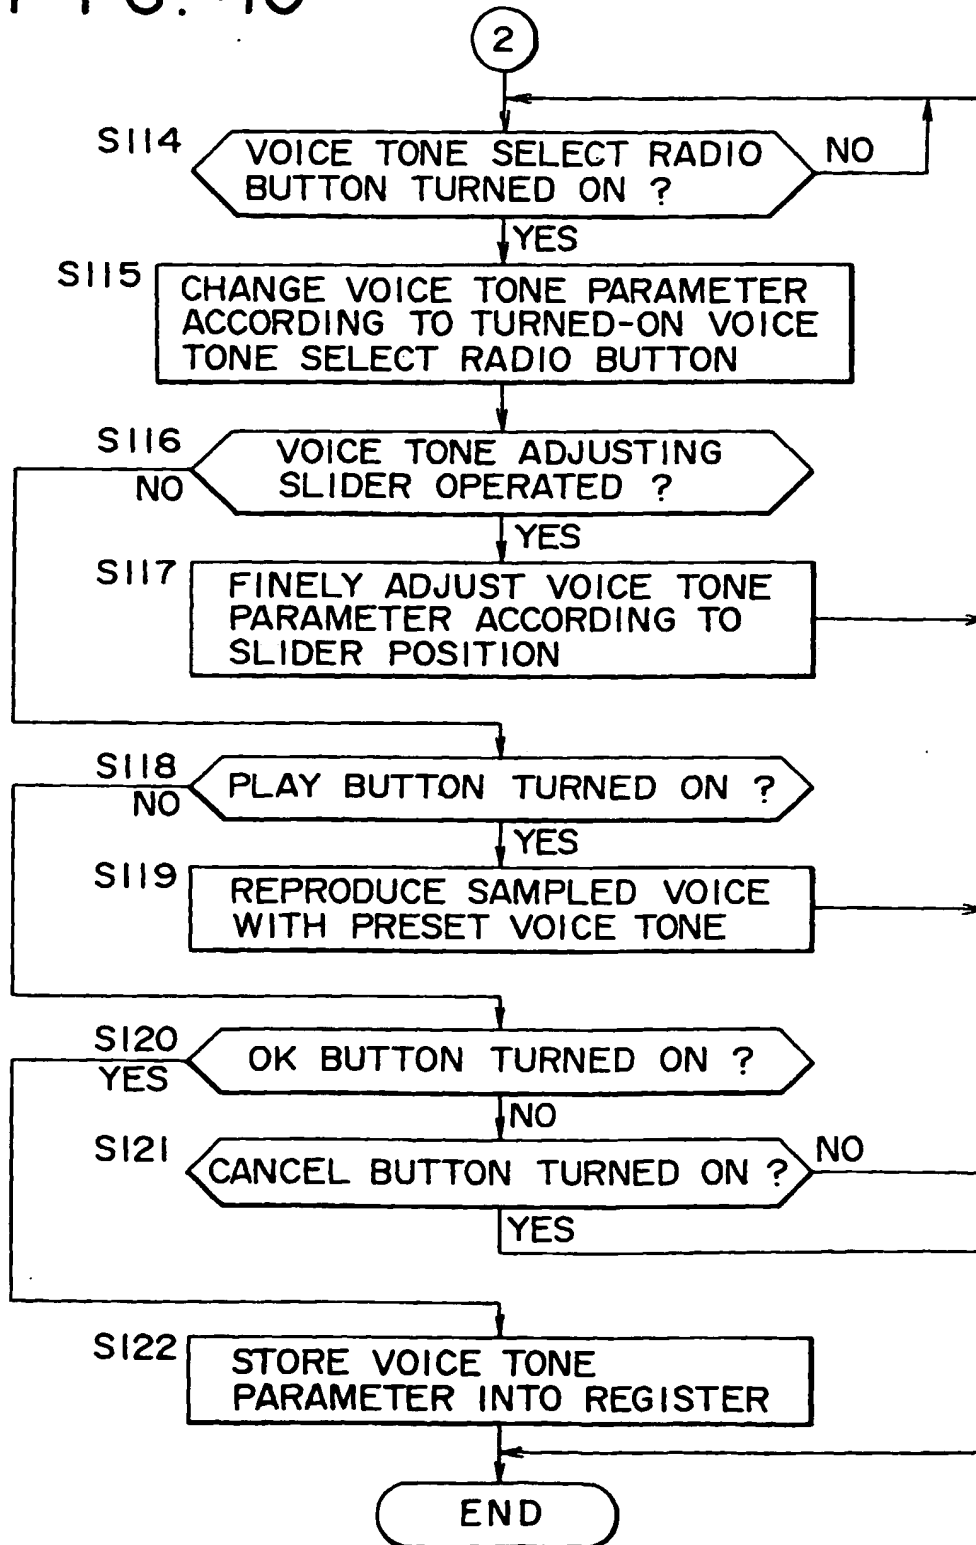 2
S114
VOICE TONE SELECT RADIO
BUTTON TURNED ON ?
NO
YES
S115
CHANGE VOICE TONE PARAMETER
ACCORDING TO TURNED-ON VOICE
TONE SELECT RADIO BUTTON
S116
NO
VOICE TONE ADJUSTING
SLIDER OPERATED ?
YES
S117
FINELY ADJUST VOICE TONE
PARAMETER ACCORDING TO
SLIDER POSITION
S118
NO
PLAY BUTTON TURNED ON ?
YES
S119
REPRODUCE SAMPLED VOICE
WITH PRESET VOICE TONE
S120
YES
OK BUTTON TURNED ON ?
NO
S121
CANCEL BUTTON TURNED ON ?
NO
YES
S122
STORE VOICE TONE
PARAMETER INTO REGISTER
END